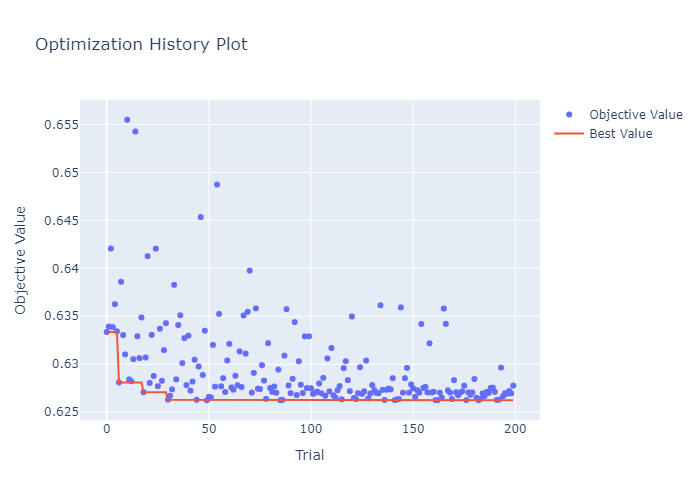 Optimization History Plot
0.655
0.65
0.645
0.64
0.635
0.63
0.625
Objective Value
0
50
100
150
200
Trial
Objective Value
Best Value